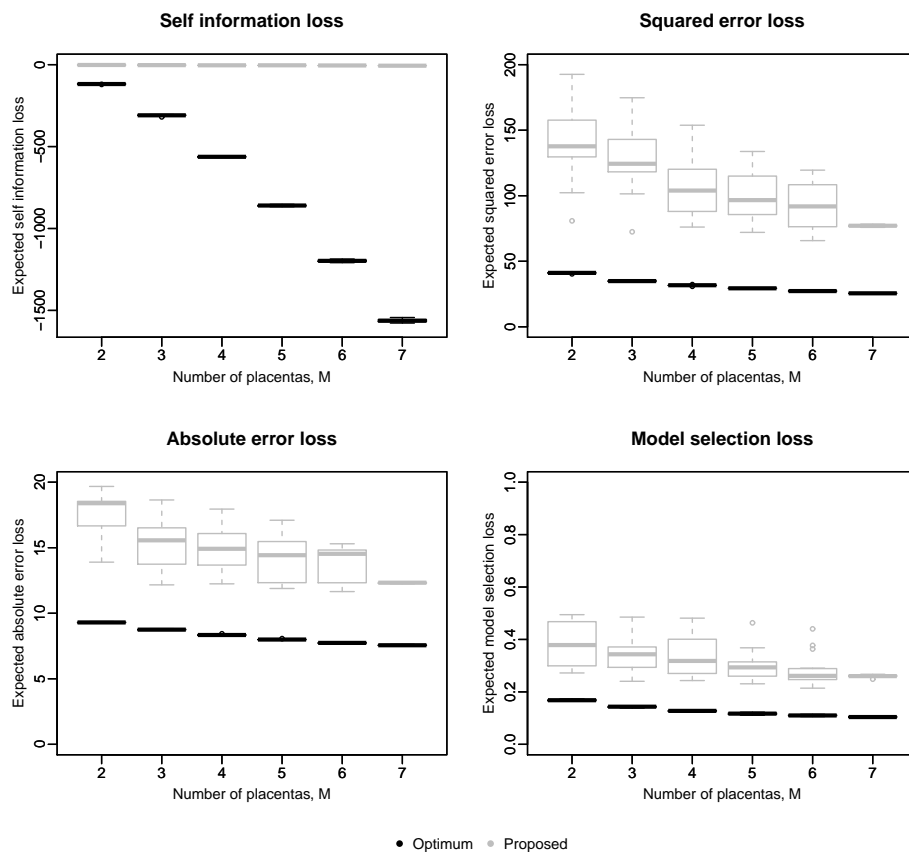 Self information loss
Expected self information loss
0
−500
−1000
−1500
2 3 4 5 6 7
Number of placentas, M
Squared error loss
Expected squared error loss
200
150
100
50
0
2 3 4 5 6 7
Number of placentas, M
Absolute error loss
Expected absolute error loss
20
15
10
5
0
2 3 4 5 6 7
Number of placentas, M
Model selection loss
Expected model selection loss
1.0
0.8
0.6
0.4
0.2
0.0
2 3 4 5 6 7
Number of placentas, M
Optimum Proposed